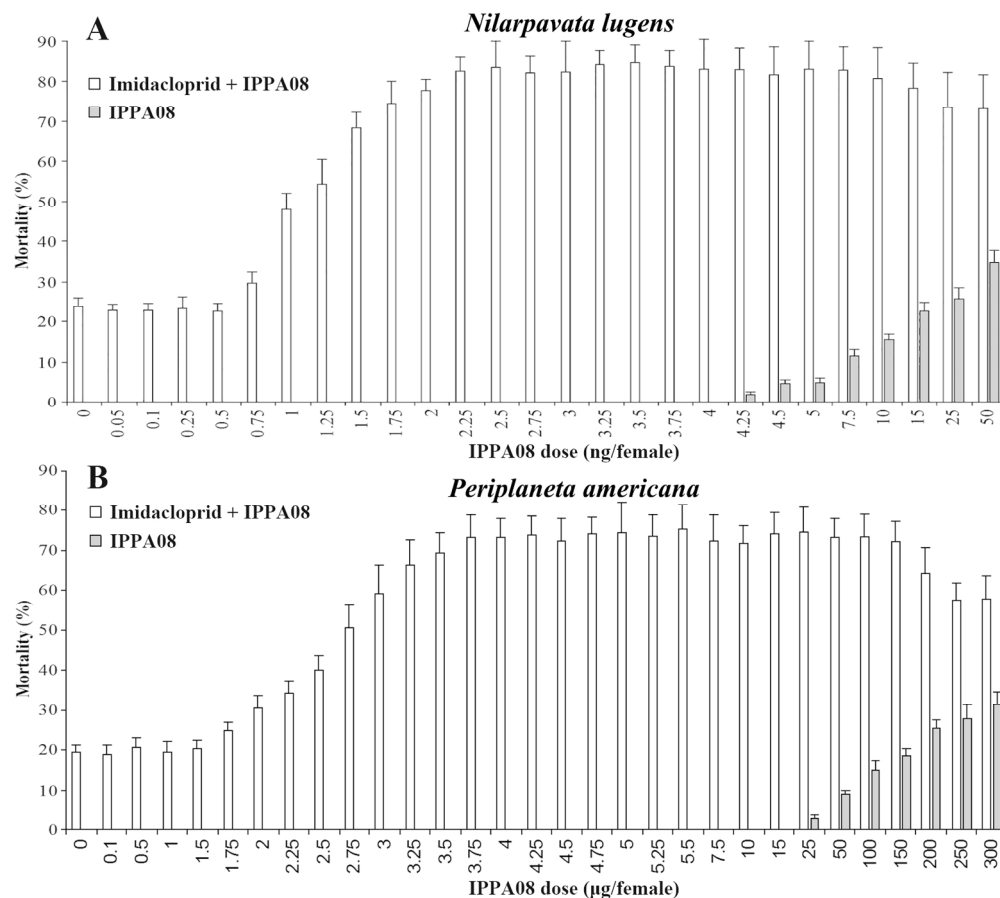 A
Nilarpavata lugens
90
80
70
60
50
40
30
20
10
0
Mortality (%)
Imidacloprid + IPPA08
IPPA08
0 0.05 0.1 0.25 0.5 0.75 1 1.25 1.5 1.75 2 2.25 2.5 2.75 3 3.25 3.5 3.75 4 4.25 4.5 5 7.5 10 15 25 50
IPPA08 dose (ng/female)
B
Periplaneta americana
90
80
70
60
50
40
30
20
10
0
Mortality (%)
Imidacloprid + IPPA08
IPPA08
0 0.1 0.5 1 1.5 1.75 2 2.25 2.5 2.75 3 3.25 3.5 3.75 4 4.25 4.5 4.75 5 5.25 5.5 7.5 10 15 25 50 100 150 200 250 300
IPPA08 dose (μg/female)